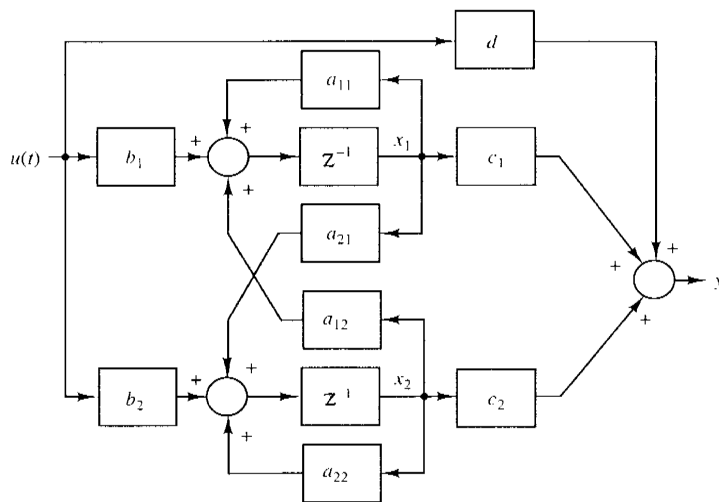 d
a₁₁
+
+
u(t)
b₁
z⁻¹
x₁
c₁
+
a₂₁
+
+
y
a₁₂
+
+
+
b₂
z⁻¹
x₂
c₂
+
a₂₂